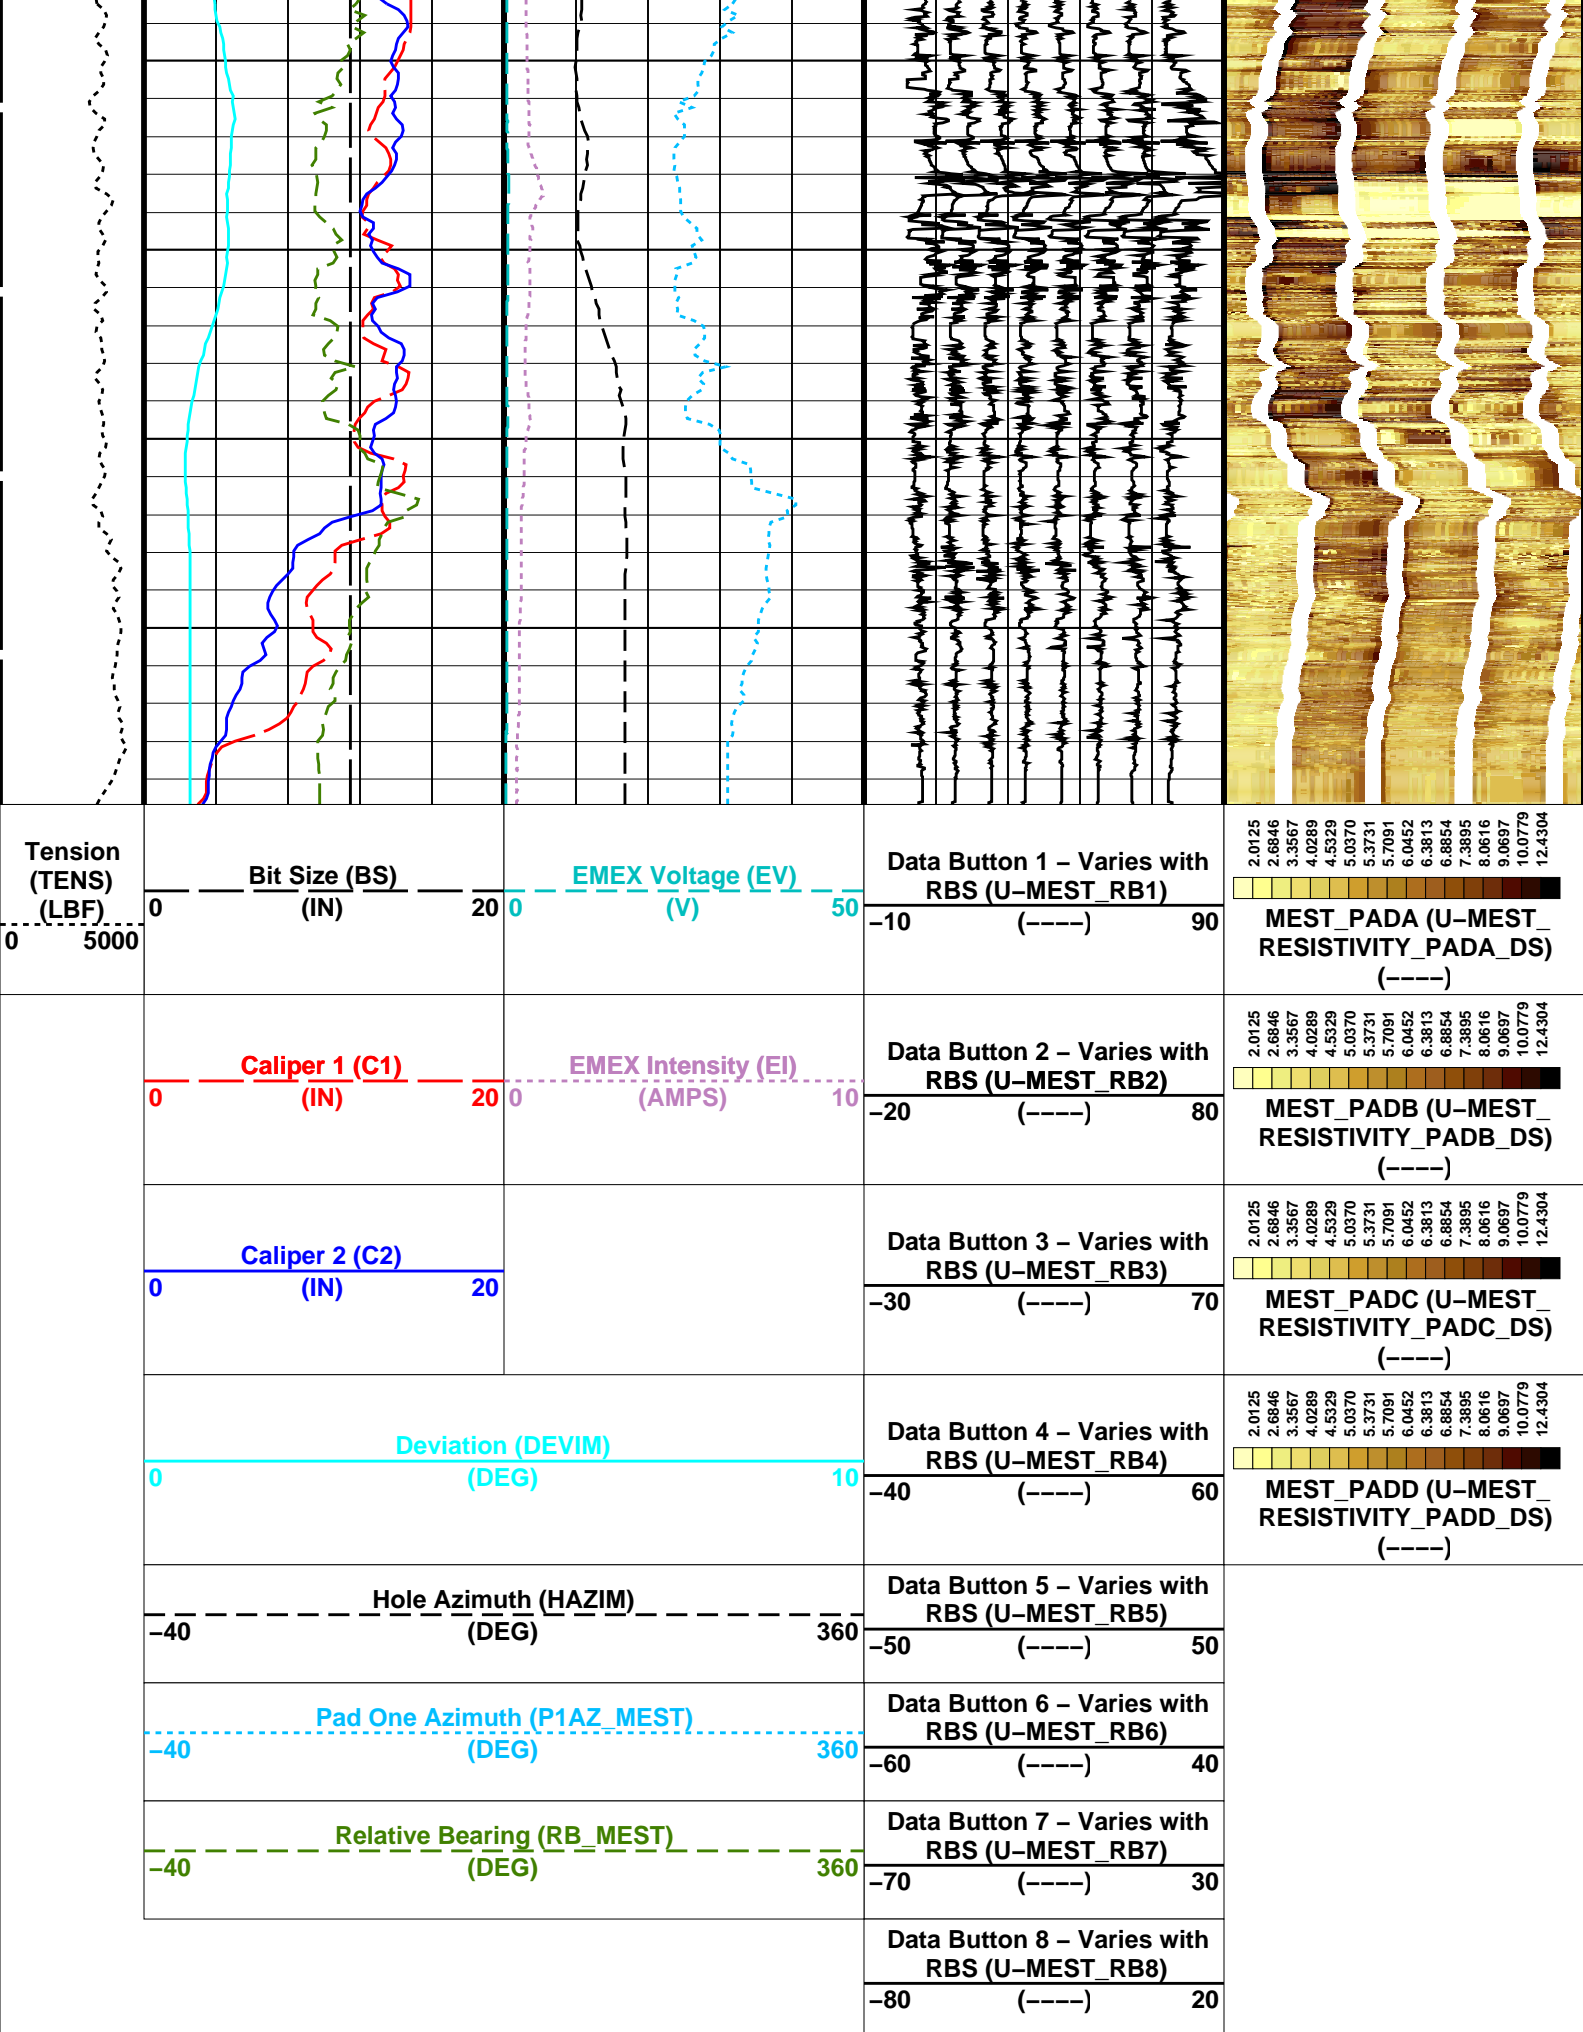 Tension
(TENS)
(LBF)
0 5000
Bit Size (BS)
0 (IN) 20
EMEX Voltage (EV)
0 (V) 50
Data Button 1 – Varies with
RBS (U–MEST_RB1)
–10 (––––) 90
2.0125 2.6846 3.3567 4.0289 4.5329 5.0370 5.3731 5.7091 6.0452 6.3813 6.8854 7.3895 8.0616 9.0697 10.0779 12.4304
MEST_PADA (U–MEST_
RESISTIVITY_PADA_DS)
(––––)
Caliper 1 (C1)
0 (IN) 20
EMEX Intensity (EI)
0 (AMPS) 10
Data Button 2 – Varies with
RBS (U–MEST_RB2)
–20 (––––) 80
2.0125 2.6846 3.3567 4.0289 4.5329 5.0370 5.3731 5.7091 6.0452 6.3813 6.8854 7.3895 8.0616 9.0697 10.0779 12.4304
MEST_PADB (U–MEST_
RESISTIVITY_PADB_DS)
(––––)
Caliper 2 (C2)
0 (IN) 20
Data Button 3 – Varies with
RBS (U–MEST_RB3)
–30 (––––) 70
2.0125 2.6846 3.3567 4.0289 4.5329 5.0370 5.3731 5.7091 6.0452 6.3813 6.8854 7.3895 8.0616 9.0697 10.0779 12.4304
MEST_PADC (U–MEST_
RESISTIVITY_PADC_DS)
(––––)
Deviation (DEVIM)
0 (DEG) 10
Data Button 4 – Varies with
RBS (U–MEST_RB4)
–40 (––––) 60
2.0125 2.6846 3.3567 4.0289 4.5329 5.0370 5.3731 5.7091 6.0452 6.3813 6.8854 7.3895 8.0616 9.0697 10.0779 12.4304
MEST_PADD (U–MEST_
RESISTIVITY_PADD_DS)
(––––)
Hole Azimuth (HAZIM)
–40 (DEG) 360
Data Button 5 – Varies with
RBS (U–MEST_RB5)
–50 (––––) 50
Pad One Azimuth (P1AZ_MEST)
–40 (DEG) 360
Data Button 6 – Varies with
RBS (U–MEST_RB6)
–60 (––––) 40
Relative Bearing (RB_MEST)
–40 (DEG) 360
Data Button 7 – Varies with
RBS (U–MEST_RB7)
–70 (––––) 30
Data Button 8 – Varies with
RBS (U–MEST_RB8)
–80 (––––) 20